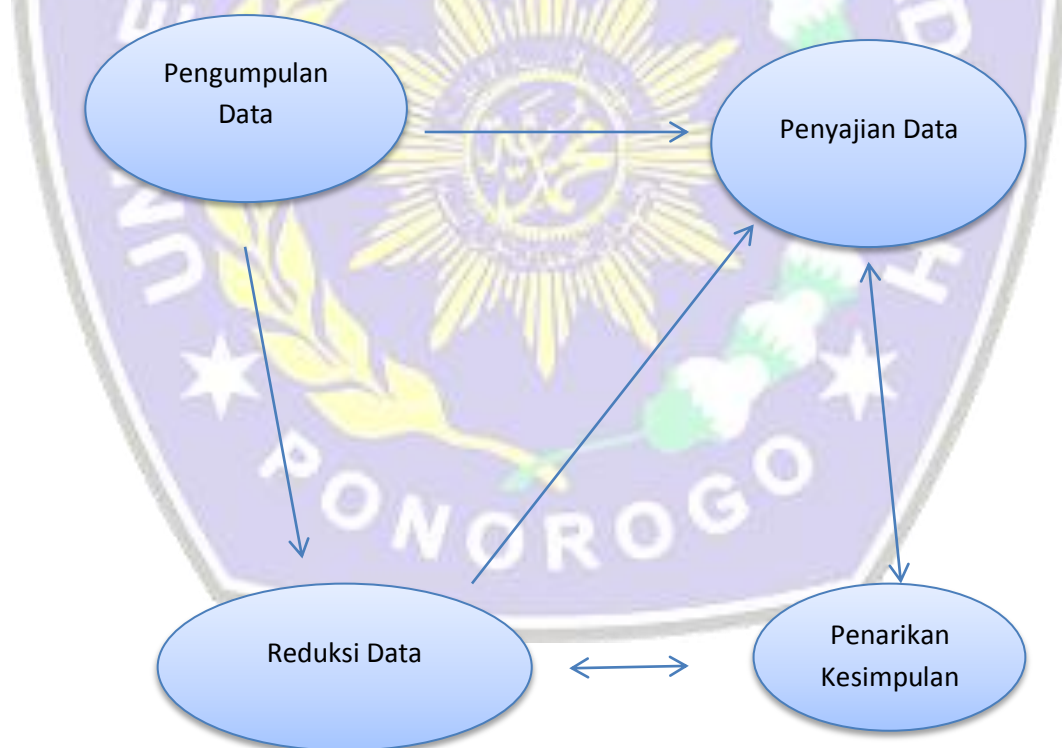 Pengumpulan
Data
Penyajian Data
PONOROGO
Reduksi Data
Penarikan
Kesimpulan